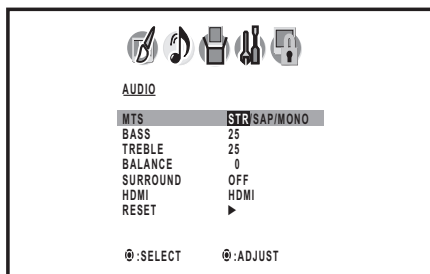 AUDIO
MTS STR SAP/MONO
BASS 25
TREBLE 25
BALANCE 0
SURROUND OFF
HDMI HDMI
RESET ▶
:SELECT :ADJUST